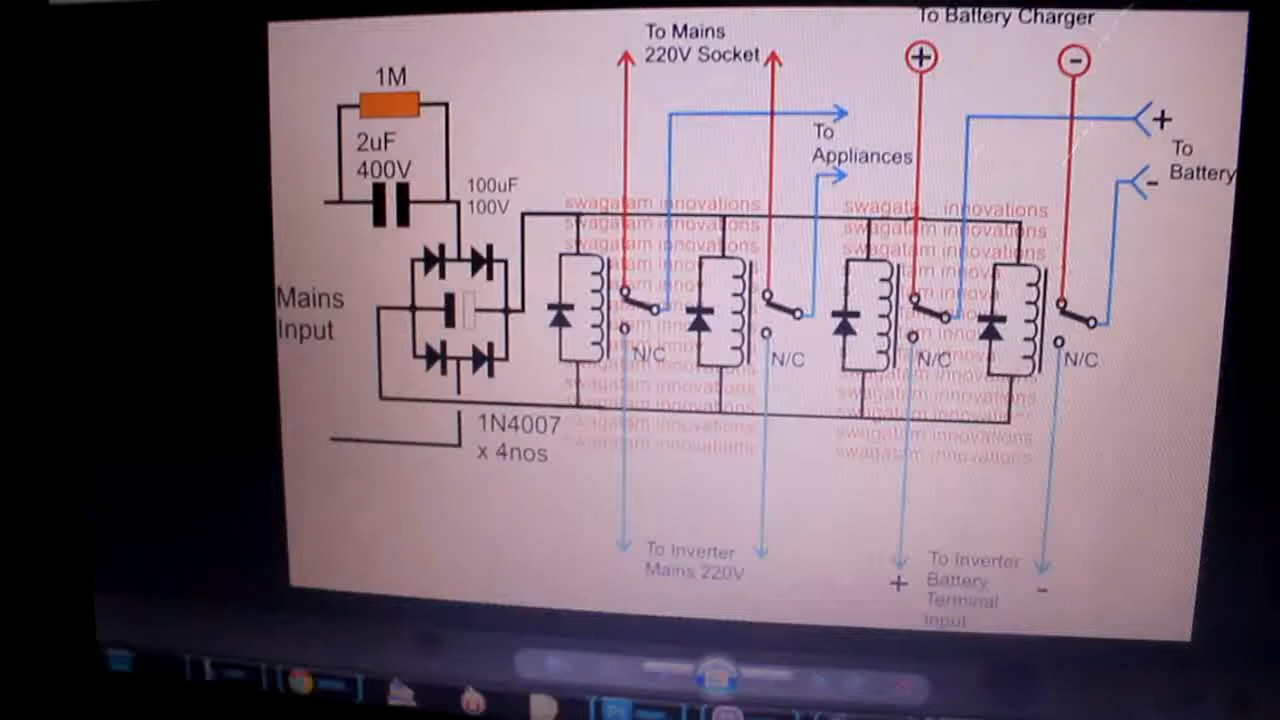 To Battery Charger
To Mains
220V Socket
+
-
1M
2uF
400V
To
Appliances
+
To
Battery
-
100uF
100V
swagatam innovations
swagatam innovations
swagatam innovations
swagatam innovations
swagatam innovations
swagatam innovations
Mains
Input
N/C
N/C
N/C
N/C
swagatam innovations
swagatam innovations
swagatam innovations
swagatam innovations
swagatam innovations
swagatam innovations
1N4007
x 4nos
To Inverter
Mains 220V
+
To Inverter
Battery
Terminal
Input
-